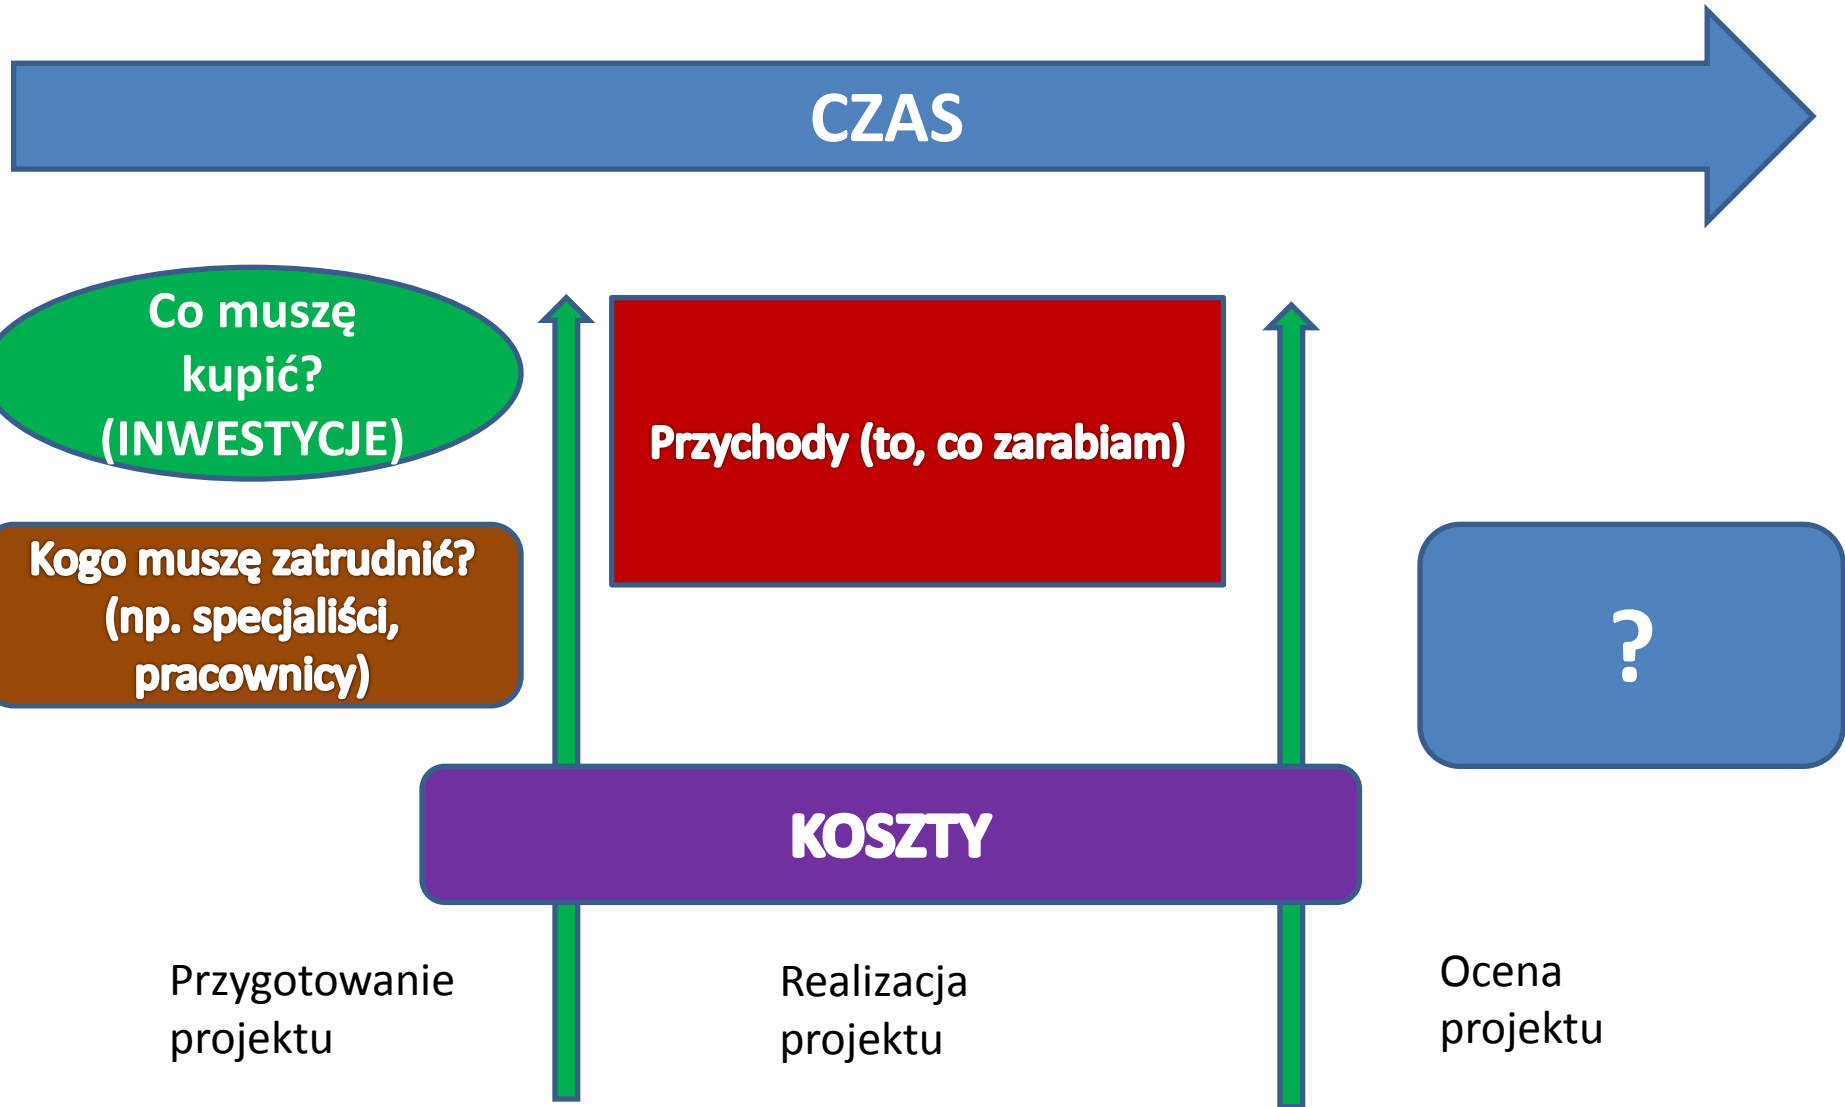 CZAS
Co muszę
kupić?
(INWESTYCJE)
Przychody (to, co zarabiam)
Kogo muszę zatrudnić?
(np. specjaliści,
pracownicy)
?
KOSZTY
Przygotowanie
projektu
Realizacja
projektu
Ocena
projektu